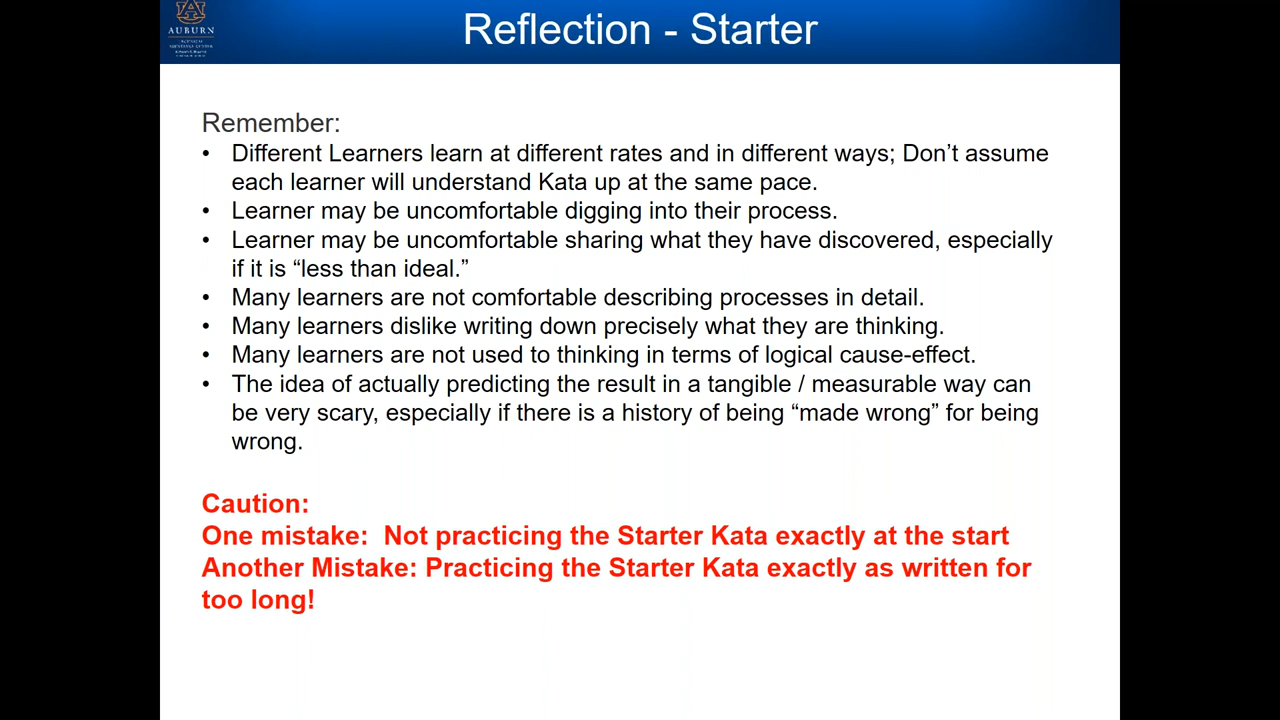 AUBURN
Reflection - Starter
Remember:
• Different Learners learn at different rates and in different ways; Don’t assume
each learner will understand Kata up at the same pace.
• Learner may be uncomfortable digging into their process.
• Learner may be uncomfortable sharing what they have discovered, especially
if it is “less than ideal.”
• Many learners are not comfortable describing processes in detail.
• Many learners dislike writing down precisely what they are thinking.
• Many learners are not used to thinking in terms of logical cause-effect.
• The idea of actually predicting the result in a tangible / measurable way can
be very scary, especially if there is a history of being “made wrong” for being
wrong.
Caution:
One mistake:  Not practicing the Starter Kata exactly at the start
Another Mistake: Practicing the Starter Kata exactly as written for
too long!